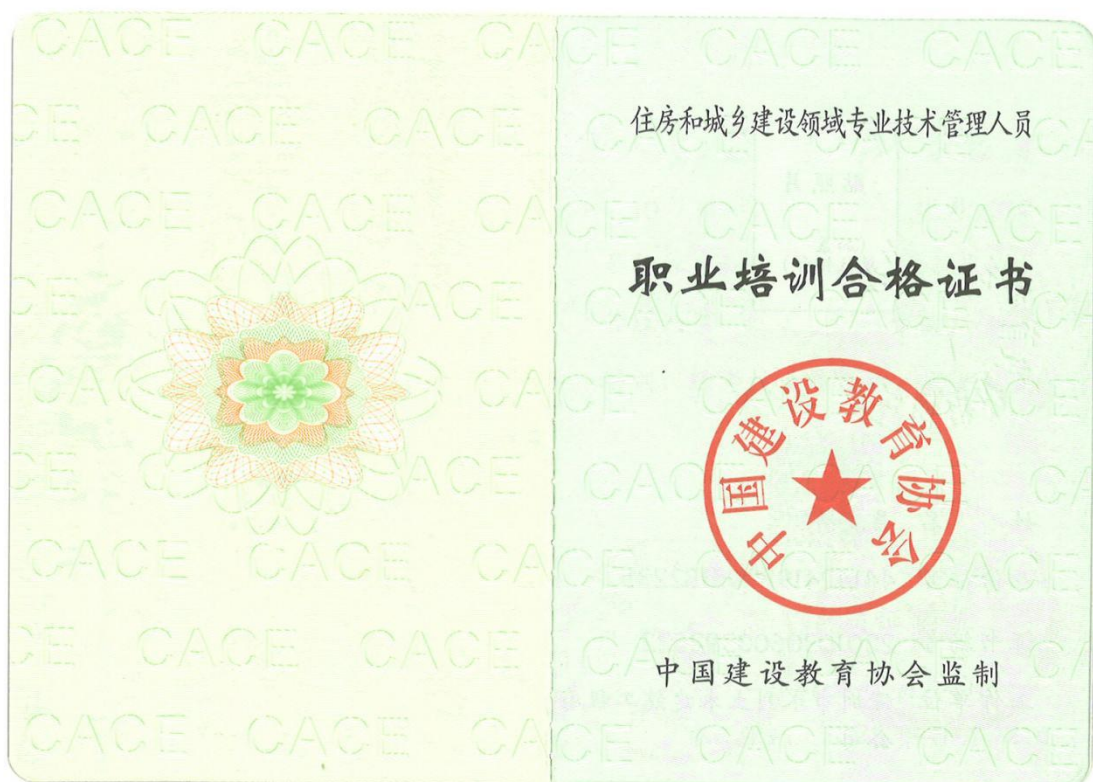 住房和城乡建设领域专业技术管理人员
职业培训合格证书
中国建设教育协会
中国建设教育协会监制
CACE